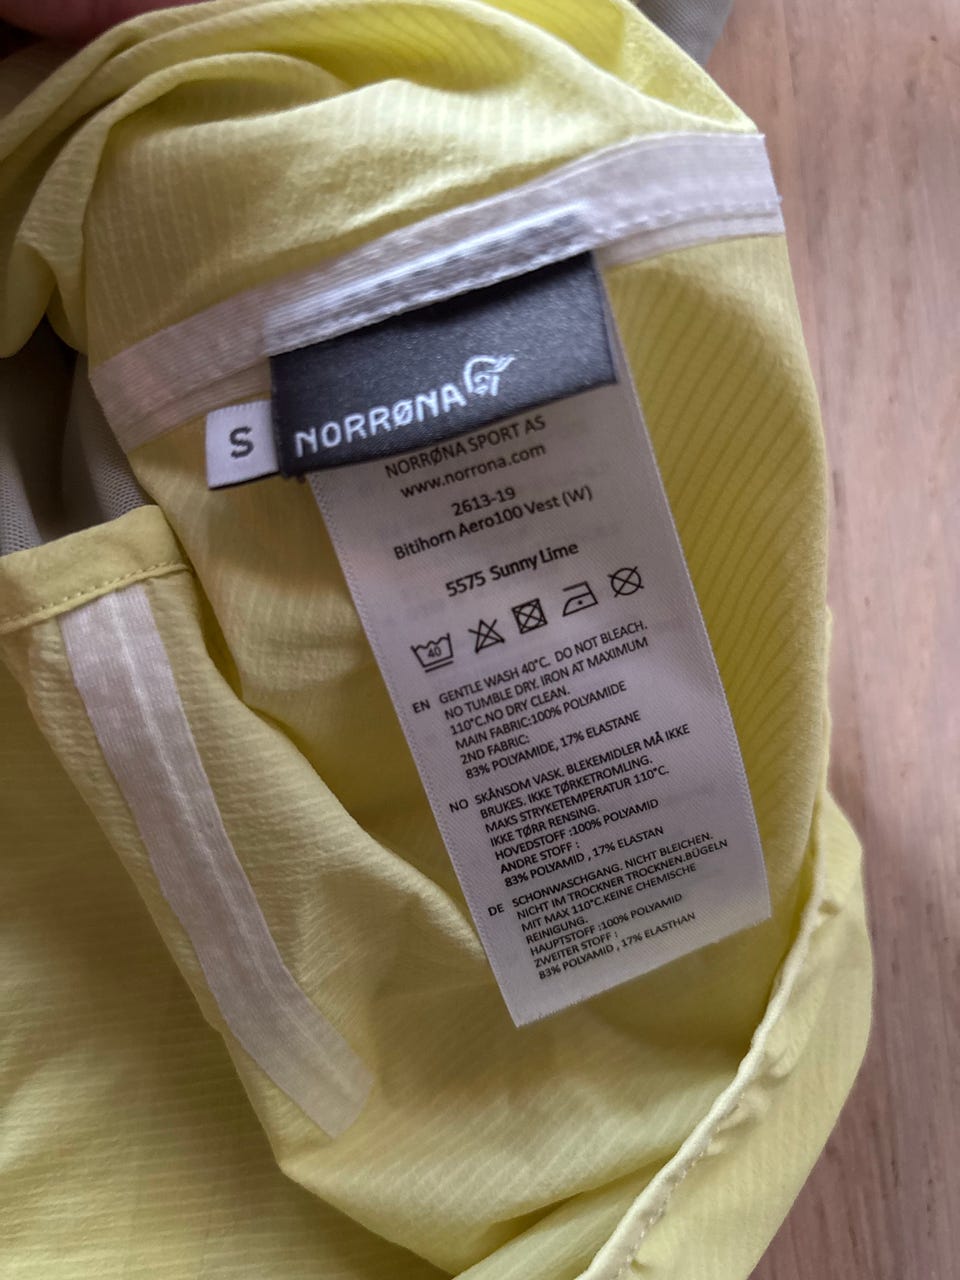 S
NORRØNA
NORRØNA SPORT AS
www.norrona.com
2613-19
Bitihorn Aero100 Vest (W)
5575 Sunny Lime
40
EN GENTLE WASH 40°C. DO NOT BLEACH.
NO TUMBLE DRY. IRON AT MAXIMUM
110°C.NO DRY CLEAN.
MAIN FABRIC:100% POLYAMIDE
2ND FABRIC:
83% POLYAMIDE, 17% ELASTANE
NO SKÅNSOM VASK. BLEKEMIDLER MÅ IKKE
BRUKES. IKKE TØRKETROMLING.
MAKS STRYKETEMPERATUR 110°C.
IKKE TØRR RENSING.
HOVEDSTOFF :100% POLYAMID
ANDRE STOFF :
83% POLYAMID , 17% ELASTAN
DE SCHONWASCHGANG. NICHT BLEICHEN.
NICHT IM TROCKNER TROCKNEN.BÜGELN
MIT MAX 110°C.KEINE CHEMISCHE
REINIGUNG.
HAUPTSTOFF :100% POLYAMID
ZWEITER STOFF :
83% POLYAMID , 17% ELASTHAN